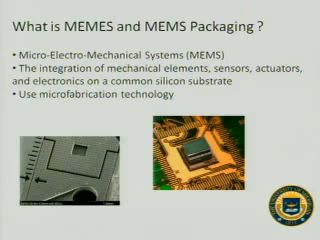 What is MEMES and MEMS Packaging ?
• Micro-Electro-Mechanical Systems (MEMS)
• The integration of mechanical elements, sensors, actuators,
and electronics on a common silicon substrate
• Use microfabrication technology